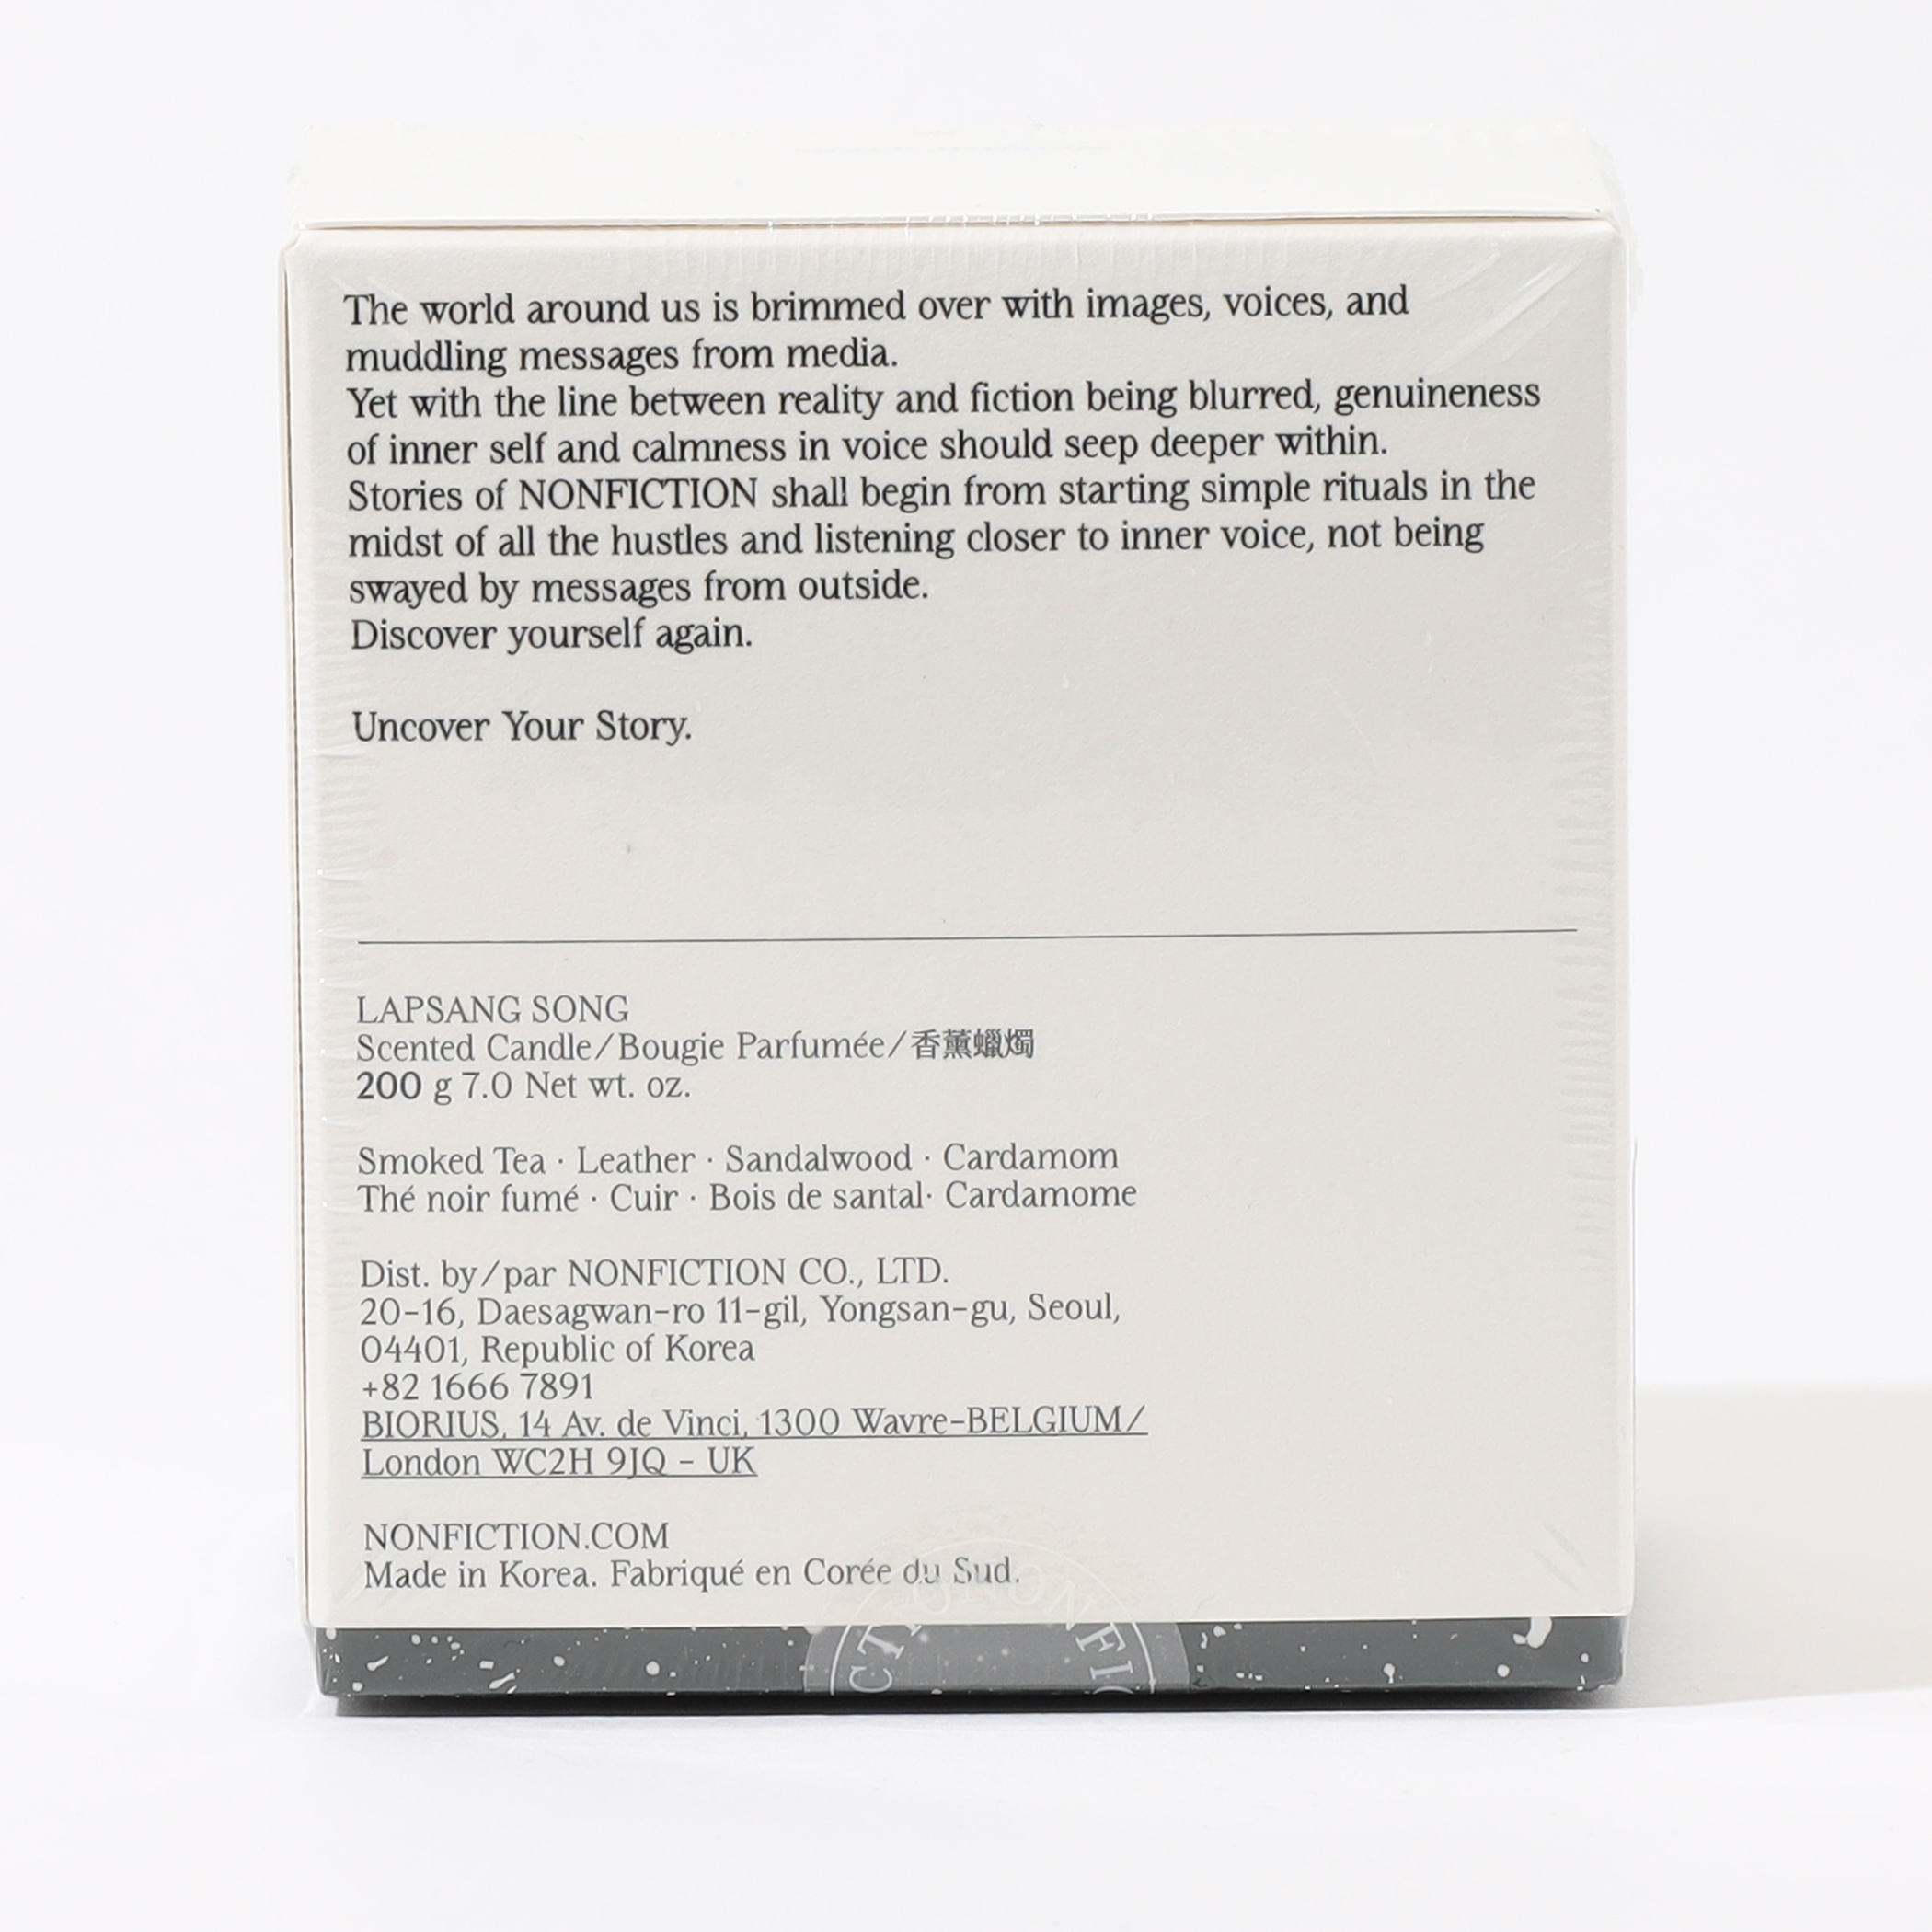 The world around us is brimmed over with images, voices, and
muddling messages from media.
Yet with the line between reality and fiction being blurred, genuineness
of inner self and calmness in voice should seep deeper within.
Stories of NONFICTION shall begin from starting simple rituals in the
midst of all the hustles and listening closer to inner voice, not being
swayed by messages from outside.
Discover yourself again.
Uncover Your Story.
LAPSANG SONG
Scented Candle/Bougie Parfumée/香薰蠟燭
200 g 7.0 Net wt. oz.
Smoked Tea · Leather · Sandalwood · Cardamom
Thé noir fumé · Cuir · Bois de santal· Cardamome
Dist. by/par NONFICTION CO., LTD.
20-16, Daesagwan-ro 11-gil, Yongsan-gu, Seoul,
04401, Republic of Korea
+82 1666 7891
BIORIUS, 14 Av. de Vinci, 1300 Wavre-BELGIUM/
London WC2H 9JQ - UK
NONFICTION.COM
Made in Korea. Fabriqué en Corée du Sud.
CTIONONFIC